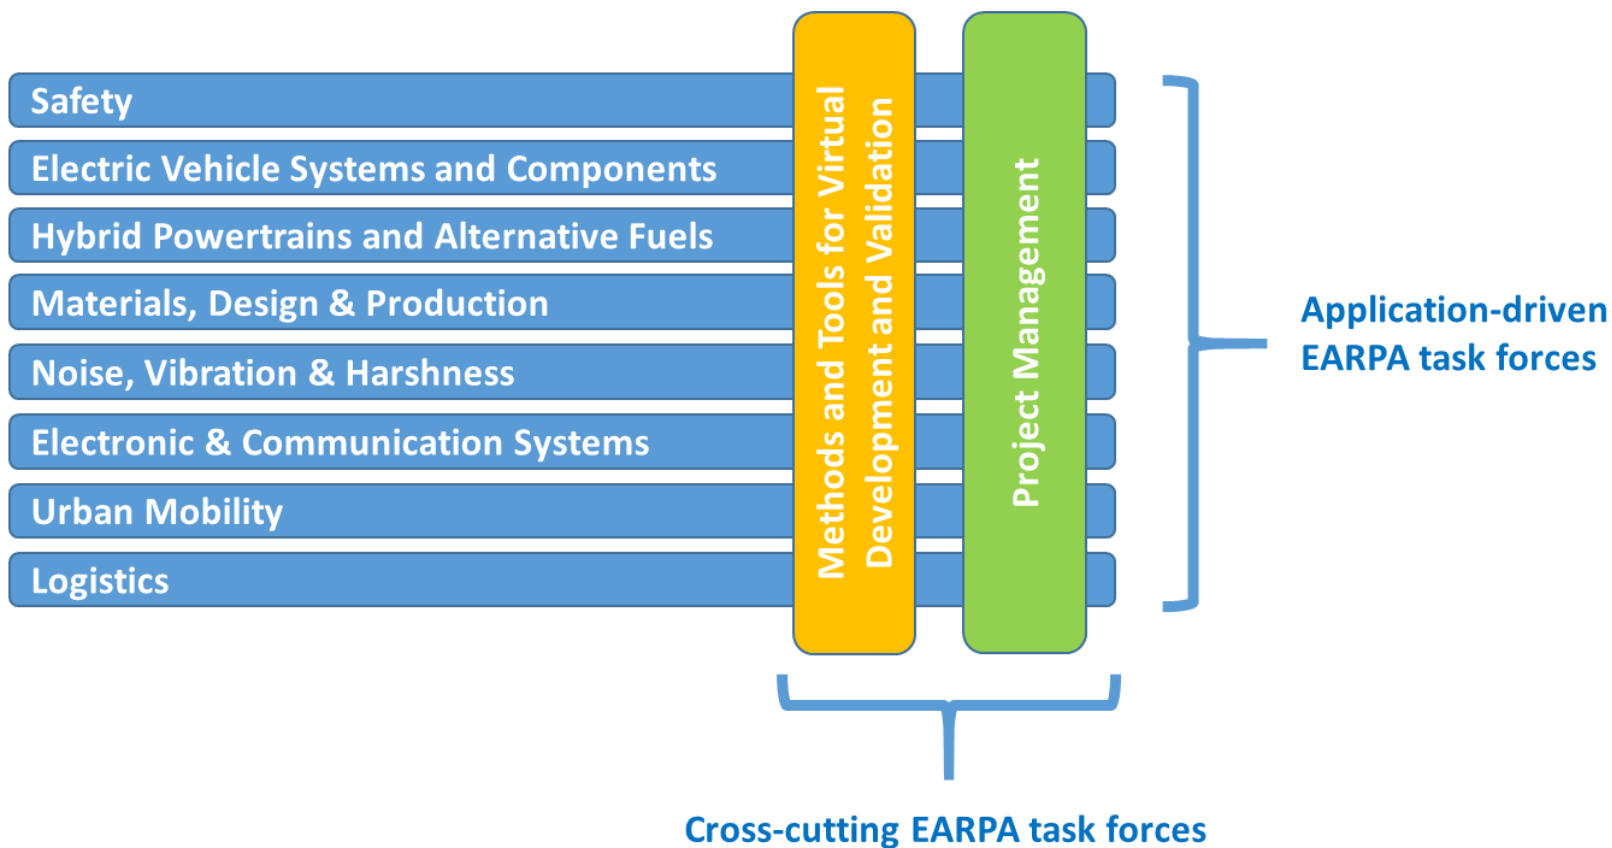 Safety
Electric Vehicle Systems and Components
Hybrid Powertrains and Alternative Fuels
Materials, Design & Production
Noise, Vibration & Harshness
Electronic & Communication Systems
Urban Mobility
Logistics
Methods and Tools for Virtual
Development and Validation
Project Management
Application-driven
EARPA task forces
Cross-cutting EARPA task forces